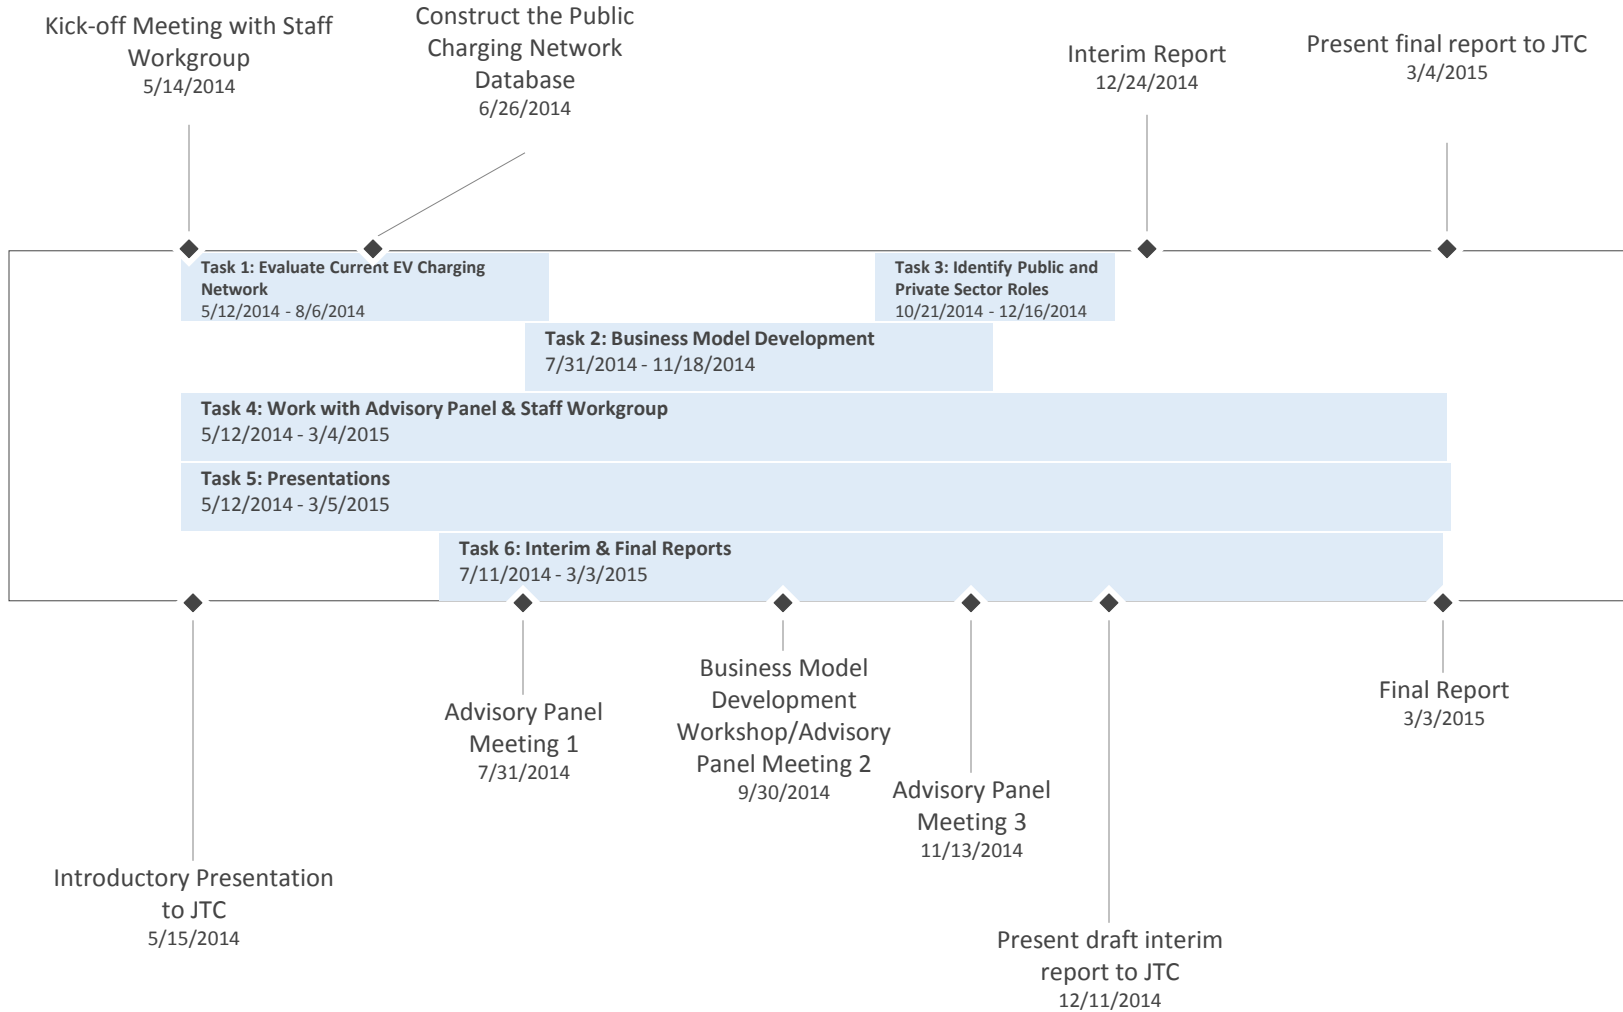 Kick-off Meeting with Staff
Workgroup
5/14/2014
Construct the Public
Charging Network
Database
6/26/2014
Interim Report
12/24/2014
Present final report to JTC
3/4/2015
Task 1: Evaluate Current EV Charging
Network
5/12/2014 - 8/6/2014
Task 3: Identify Public and
Private Sector Roles
10/21/2014 - 12/16/2014
Task 2: Business Model Development
7/31/2014 - 11/18/2014
Task 4: Work with Advisory Panel & Staff Workgroup
5/12/2014 - 3/4/2015
Task 5: Presentations
5/12/2014 - 3/5/2015
Task 6: Interim & Final Reports
7/11/2014 - 3/3/2015
Introductory Presentation
to JTC
5/15/2014
Advisory Panel
Meeting 1
7/31/2014
Business Model
Development
Workshop/Advisory
Panel Meeting 2
9/30/2014
Advisory Panel
Meeting 3
11/13/2014
Present draft interim
report to JTC
12/11/2014
Final Report
3/3/2015